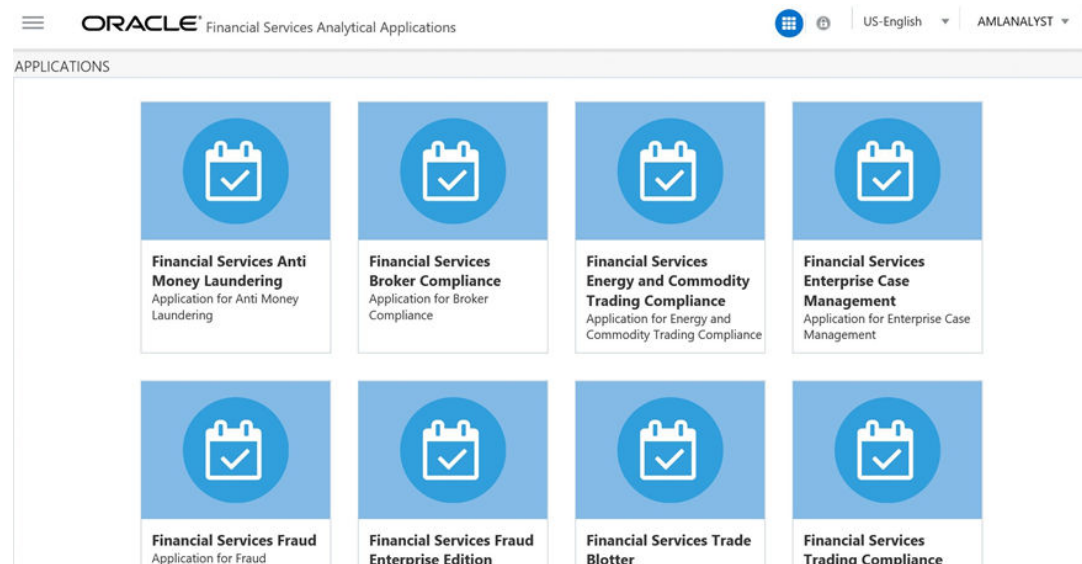 ORACLE® Financial Services Analytical Applications
US-English
AMLANALYST
APPLICATIONS
Financial Services Anti
Money Laundering
Application for Anti Money
Laundering
Financial Services
Broker Compliance
Application for Broker
Compliance
Financial Services
Energy and Commodity
Trading Compliance
Application for Energy and
Commodity Trading Compliance
Financial Services
Enterprise Case
Management
Application for Enterprise Case
Management
Financial Services Fraud
Application for Fraud
Financial Services Fraud
Enterprise Edition
Financial Services Trade
Blotter
Financial Services
Trading Compliance